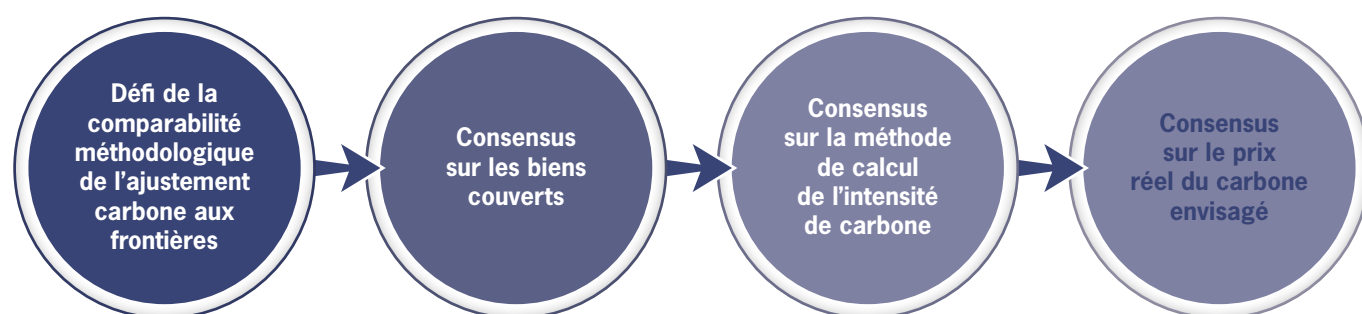 Défi de la
comparabilité
méthodologique
de l'ajustement
carbone aux
frontières
Consensus
sur les biens
couverts
Consensus
sur la méthode
de calcul
de l'intensité
de carbone
Consensus
sur le prix
réel du carbone
envisagé